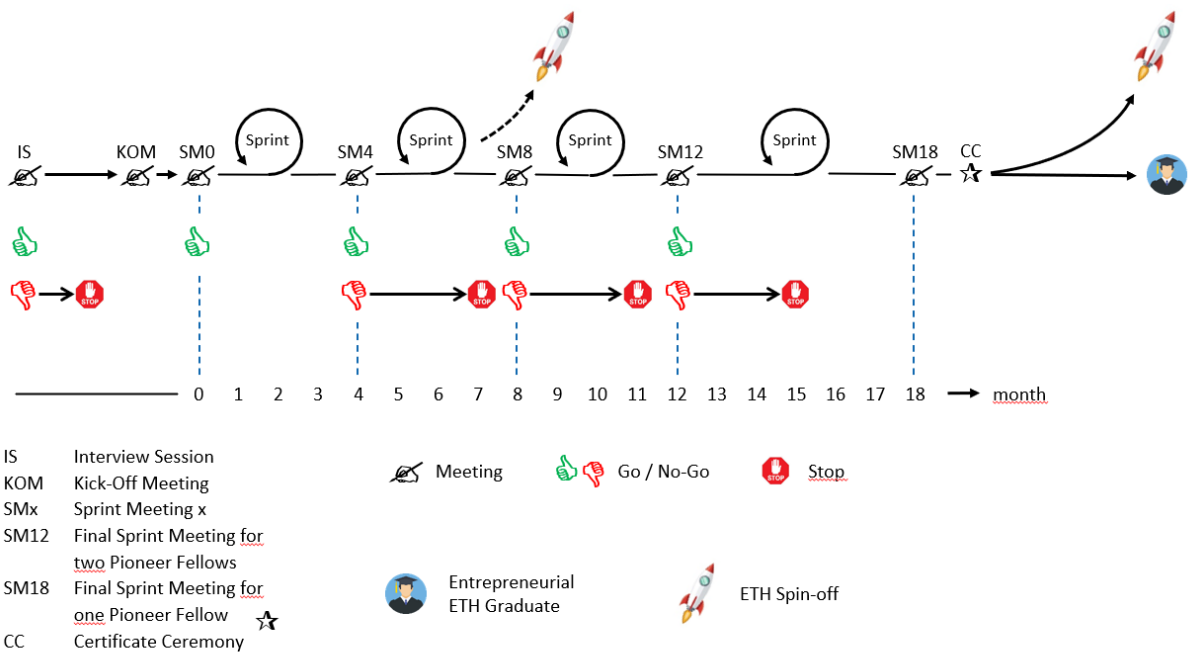 Sprint
Sprint
Sprint
Sprint
IS
KOM
SM0
SM4
SM8
SM12
SM18
CC
STOP
STOP
STOP
STOP
0 1 2 3 4 5 6 7 8 9 10 11 12 13 14 15 16 17 18 month
IS Interview Session
KOM Kick-Off Meeting
SMx Sprint Meeting x
SM12 Final Sprint Meeting for
two Pioneer Fellows
SM18 Final Sprint Meeting for
one Pioneer Fellow
CC Certificate Ceremony
Meeting
Go / No-Go
STOP
Stop
Entrepreneurial
ETH Graduate
ETH Spin-off